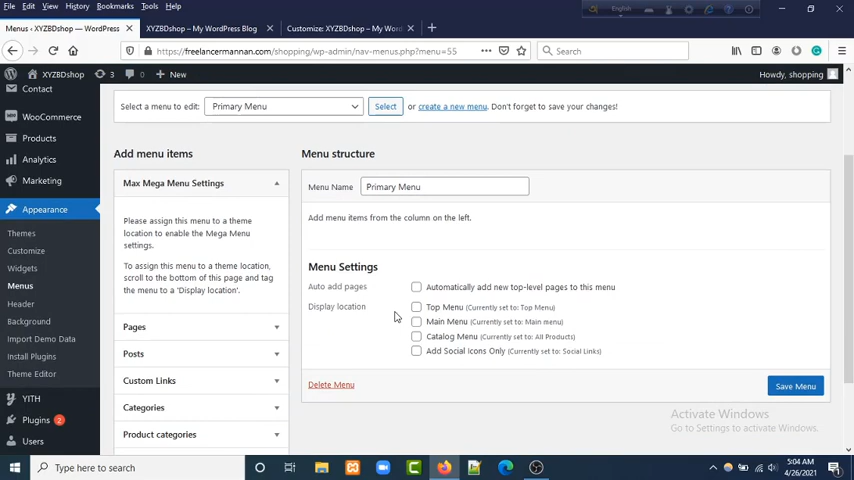 File Edit View History Bookmarks Tools Help
English
Menus ‹ XYZBDshop — WordPress
XYZBDshop – My WordPress Blog
Customize: XYZBDshop – My Word
https://freelancermannan.com/shopping/wp-admin/nav-menus.php?menu=55
Search
XYZBDshop 3 0 New
Howdy, shopping
Contact
WooCommerce
Products
Analytics
Marketing
Appearance
Themes
Customize
Widgets
Menus
Header
Background
Import Demo Data
Install Plugins
Theme Editor
YITH
Plugins 2
Users
Select a menu to edit: Primary Menu Select or create a new menu. Don't forget to save your changes!
Add menu items
Max Mega Menu Settings
Please assign this menu to a theme
location to enable the Mega Menu
settings.
To assign this menu to a theme location,
scroll to the bottom of this page and tag
the menu to a 'Display location'.
Pages
Posts
Custom Links
Categories
Product categories
Menu structure
Menu Name Primary Menu
Add menu items from the column on the left.
Menu Settings
Auto add pages Automatically add new top-level pages to this menu
Display location Top Menu (Currently set to: Top Menu)
Main Menu (Currently set to: Main menu)
Catalog Menu (Currently set to: All Products)
Add Social Icons Only (Currently set to: Social Links)
Delete Menu
Save Menu
Activate Windows
Go to Settings to activate Windows.
Type here to search
5:04 AM
4/26/2021